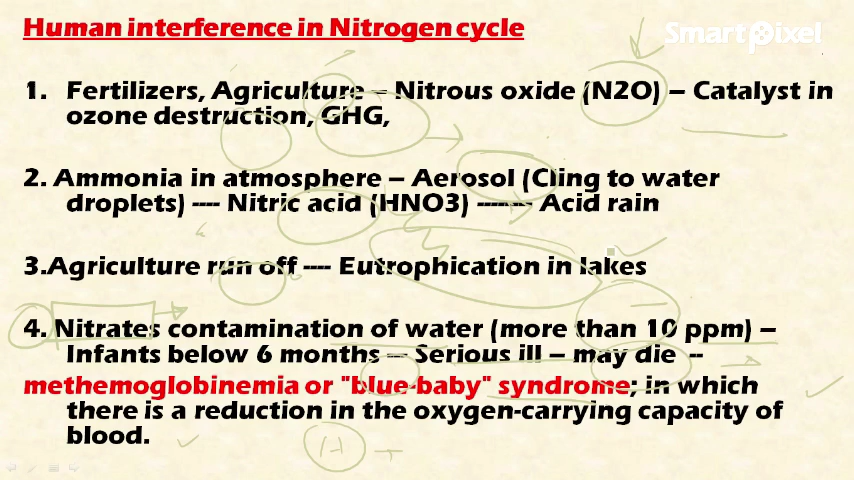 Human interference in Nitrogen cycle
SmartPixel
1. Fertilizers, Agriculture – Nitrous oxide (N2O) – Catalyst in
ozone destruction, GHG,
2. Ammonia in atmosphere – Aerosol (Cling to water
droplets) ---- Nitric acid (HNO3) ------- Acid rain
3.Agriculture run off ---- Eutrophication in lakes
4. Nitrates contamination of water (more than 10 ppm) –
Infants below 6 months --- Serious ill – may die --
methemoglobinemia or "blue-baby" syndrome; in which
there is a reduction in the oxygen-carrying capacity of
blood.